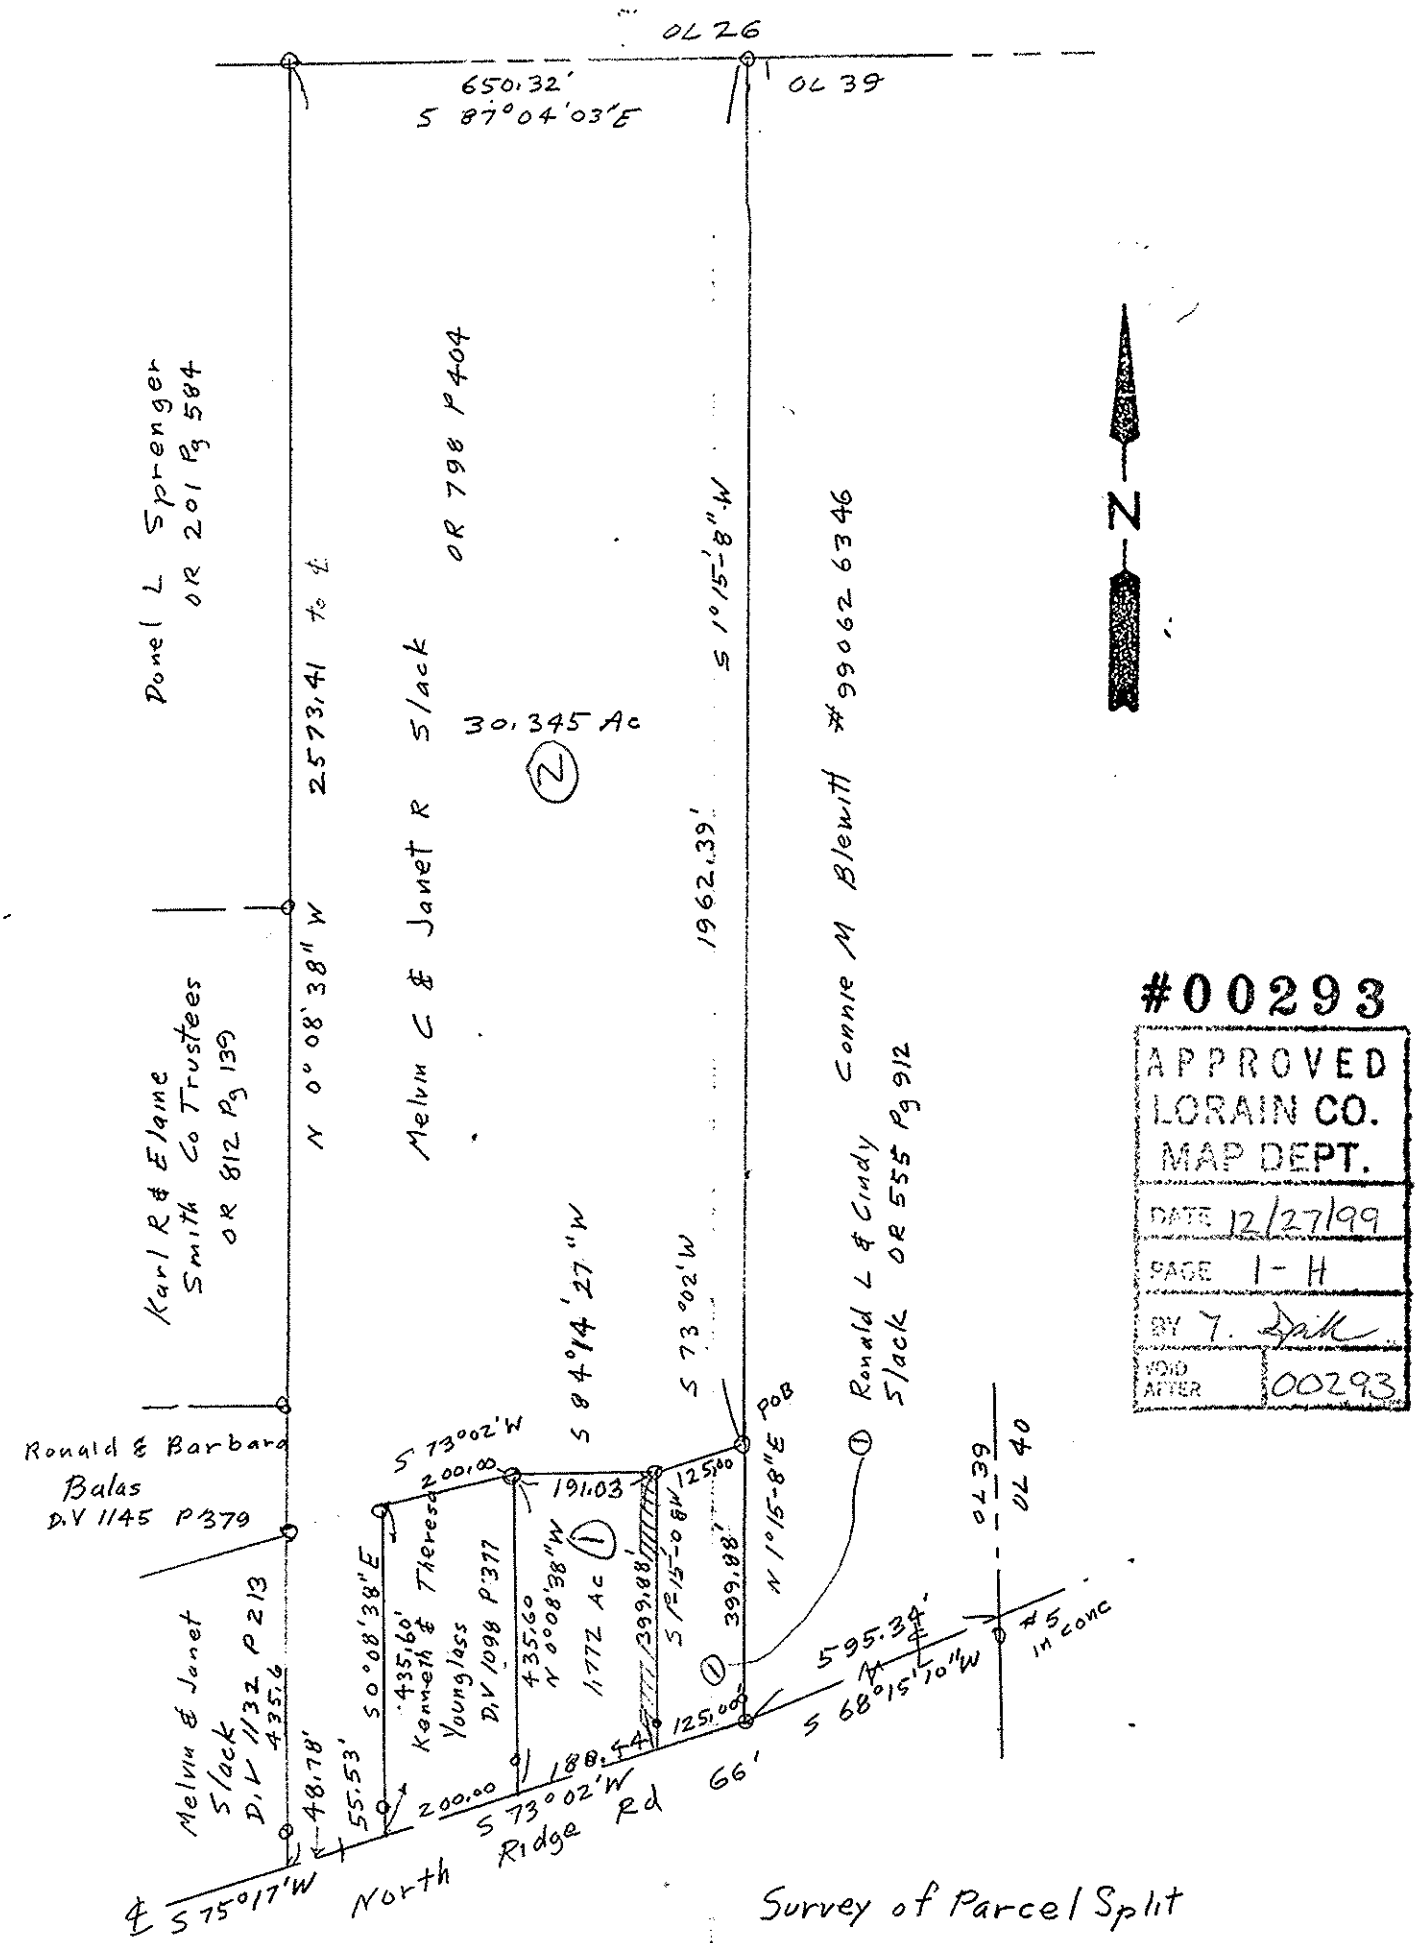 OL 26
650.32'
S 87°04'03"E
OL 39
Donel L Sprenger
OR 201 Pg 584
2573.41 to ℄
N 0°08'38" W
Melvin C & Janet R Slack
OR 798 P 404
30.345 Ac
2
S 1°15'-8" W
1962.39'
Connie M Blewitt #990626346
N
Karl R & Elaine
Smith Co Trustees
OR 812 Pg 139
Ronald L & Cindy
Slack OR 555 Pg 912
1
#00293
APPROVED
LORAIN CO.
MAP DEPT.
DATE 12/27/99
PAGE 1-H
BY
VOID
AFTER 00293
Ronald & Barbara
Balas
D.V 1145 P 379
S 73°02'W
200.00
S 84°14'27"W
191.03
S 73°02'W
125.00
POB
N 1°15'-8"E
399.88'
S 1°-15'-08W
399.88'
1
1.772 Ac
N 0°08'38"W
435.60
Kenneth & Theresa
Younglass
D.V 1098 P 377
S 0°08'38"E
435.60'
Melvin & Janet
Slack
D.V 1132 P 213
435.6
48.78'
55.53'
200.00
188.44
125.00'
1
S 73°02'W
North Ridge Rd 66'
℄ S 75°17'W
595.34'
℄
S 68°15'10"W
OL 39
OL 40
#5
in conc
Survey of Parcel Split